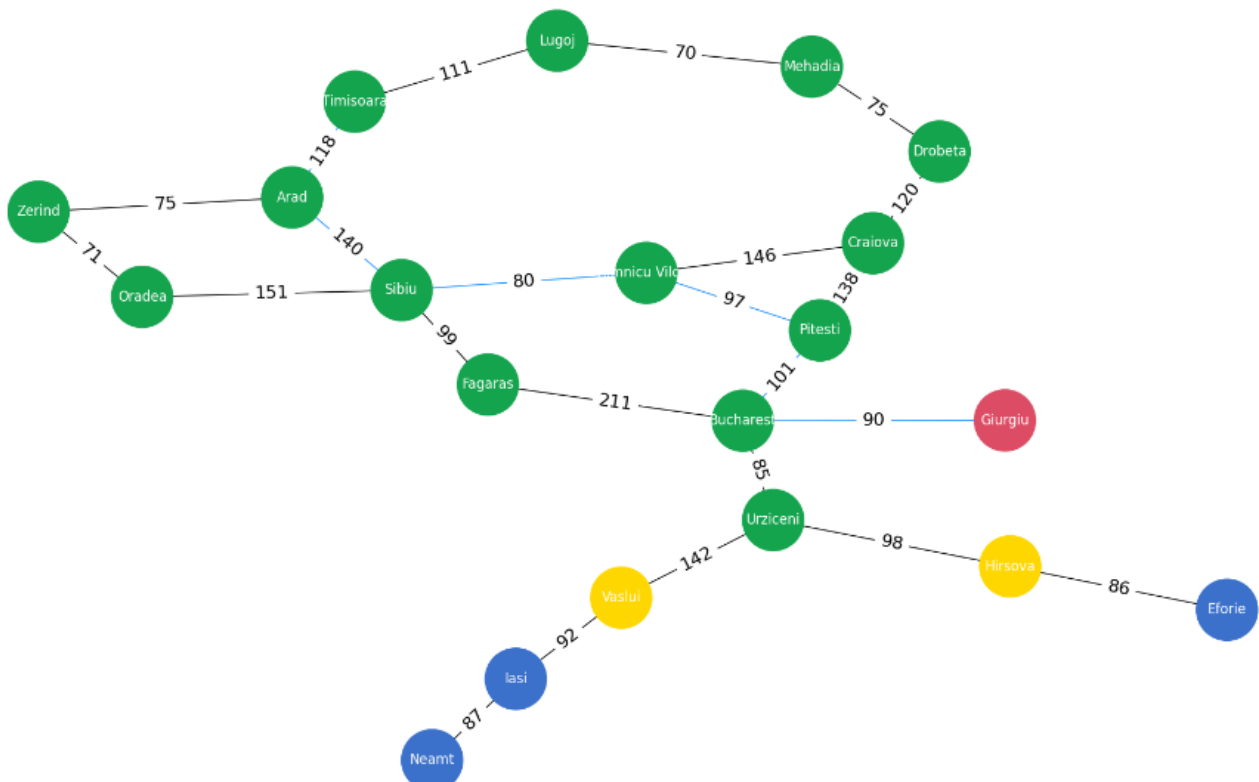 Lugoj
70
Mehadia
111
Timisoara
75
118
Drobeta
Arad
120
75
Zerind
140
Craiova
71
146
mnicu Vilc
Oradea
151
Sibiu
80
97
138
Pitesti
99
Fagaras
101
211
Bucharest
90
Giurgiu
85
Urziceni
98
142
Hirsova
86
Vaslui
Eforie
92
Iasi
87
Neamt